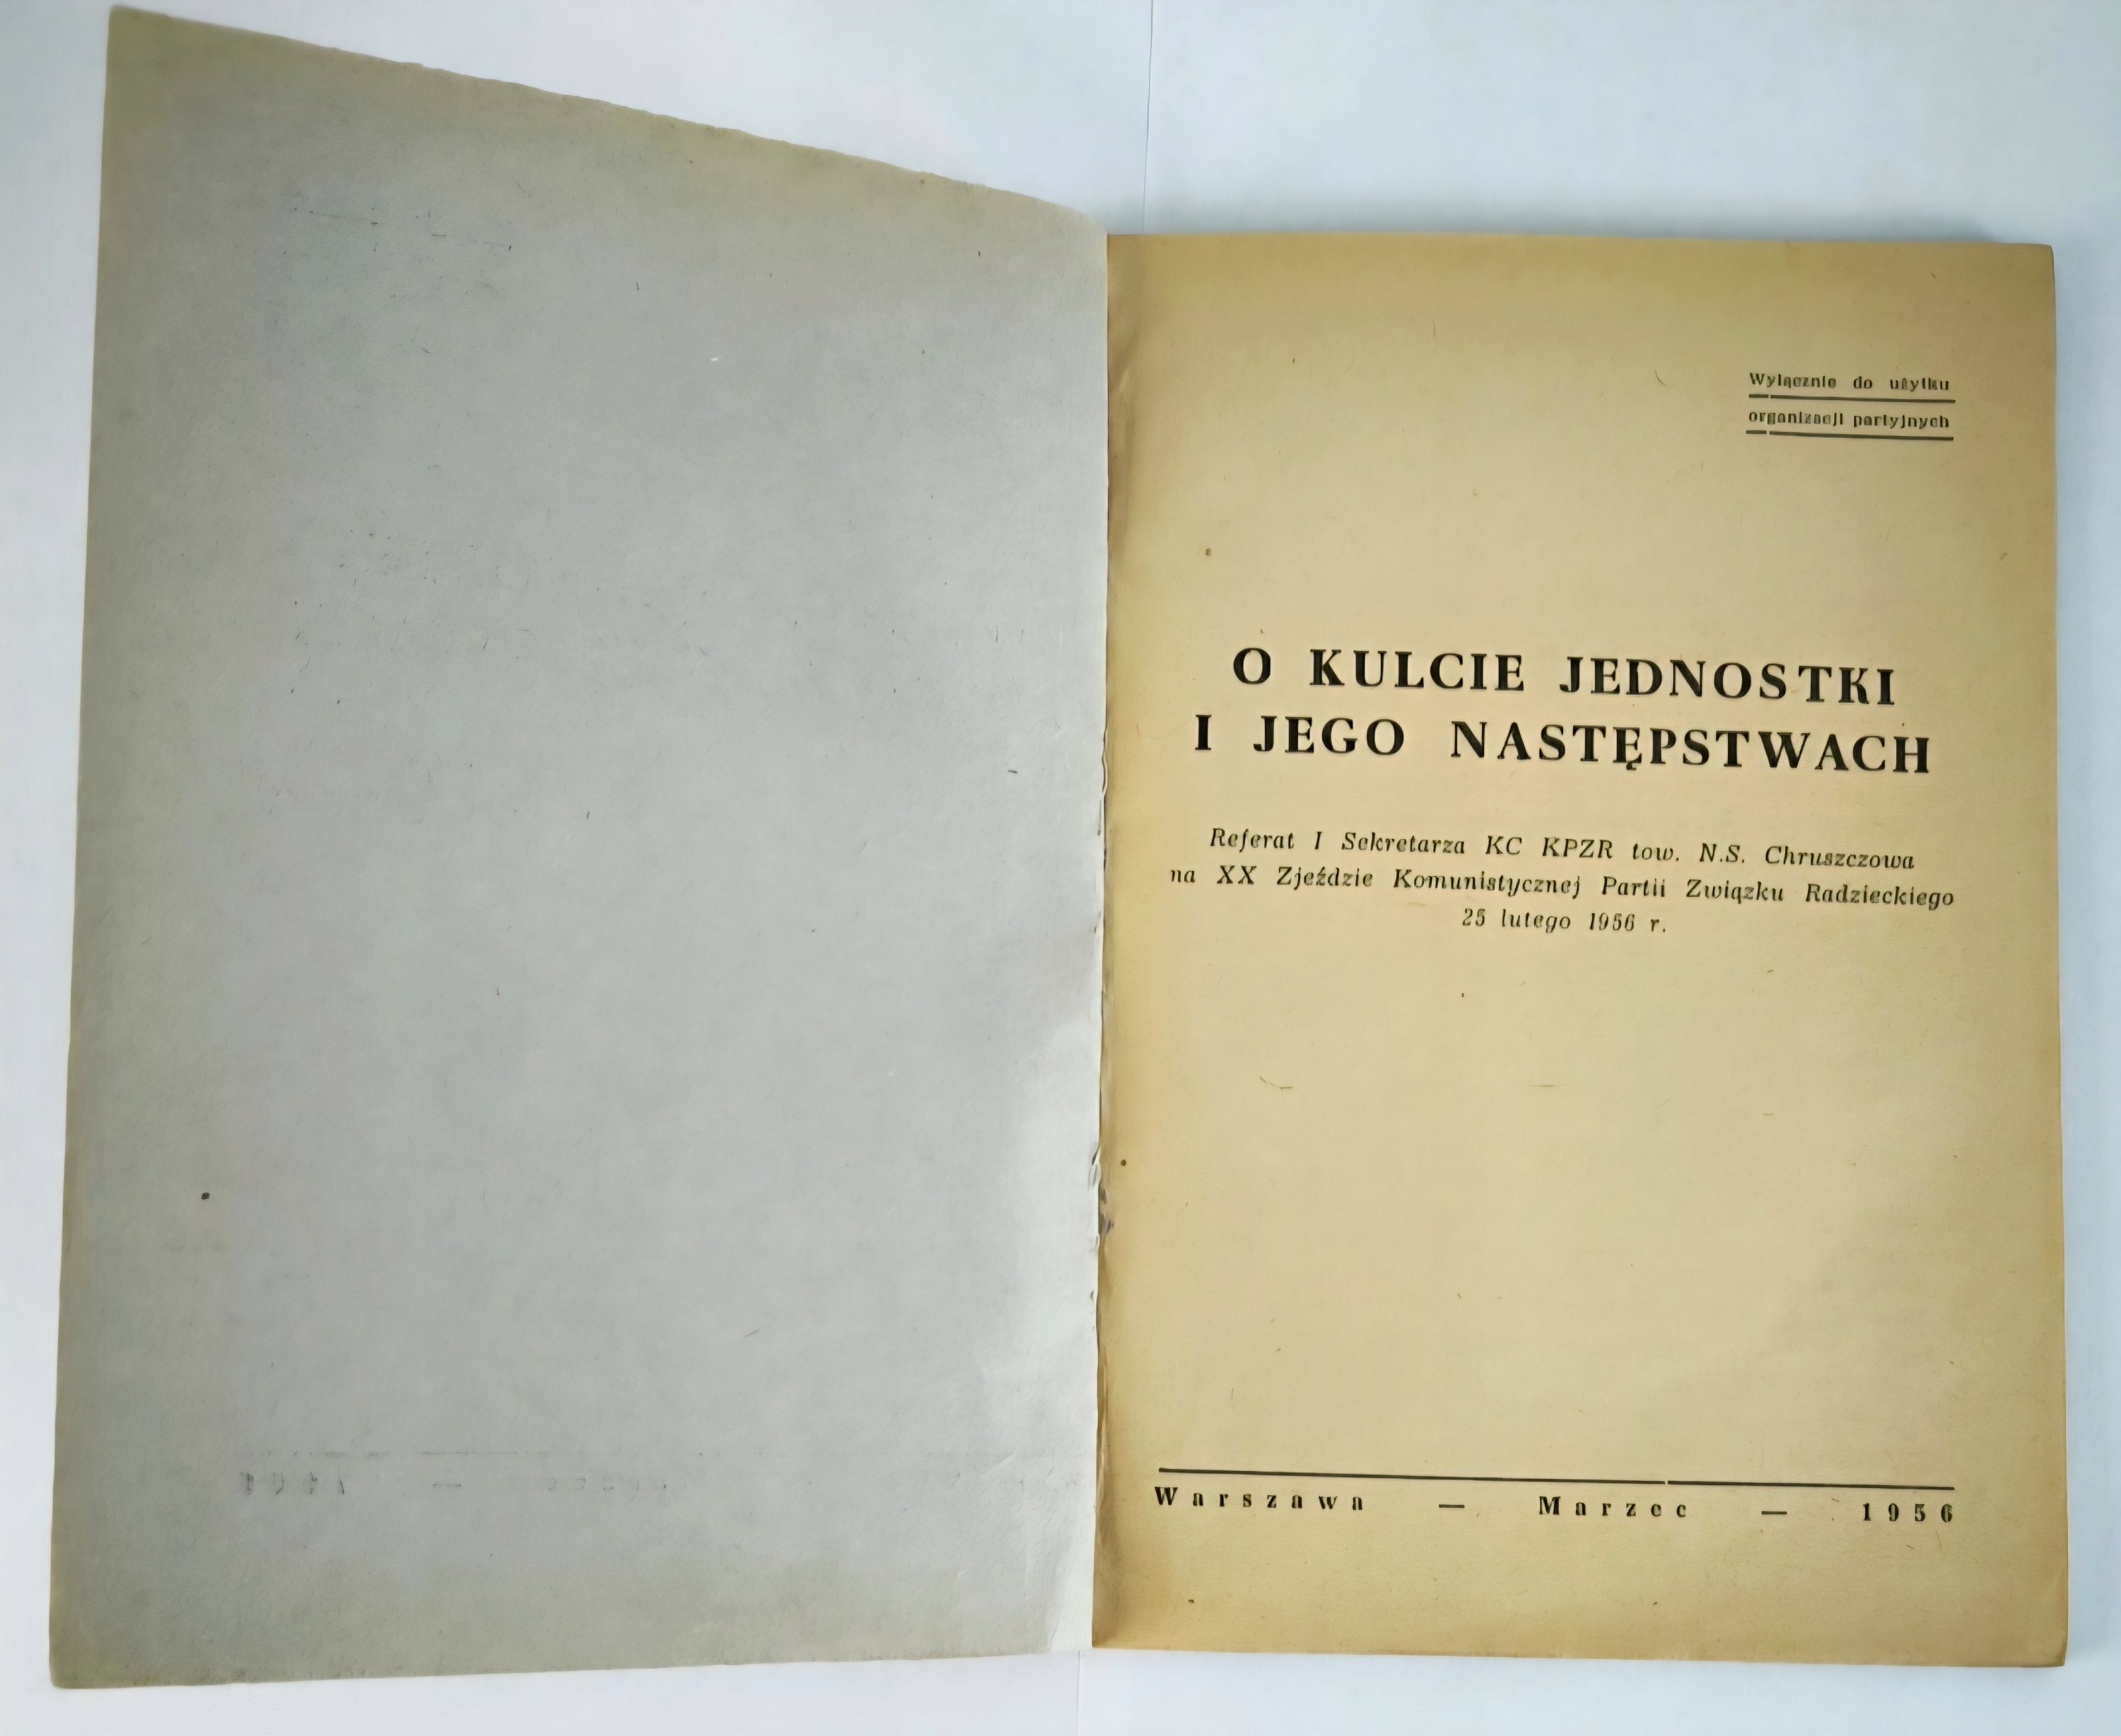 Wyłącznie do użytku
organizacji partyjnych
O KULCIE JEDNOSTKI
I JEGO NASTĘPSTWACH
Referat I Sekretarza KC KPZR tow. N.S. Chruszczowa
na XX Zjeździe Komunistycznej Partii Związku Radzieckiego
25 lutego 1956 r.
Warszawa — Marzec — 1956